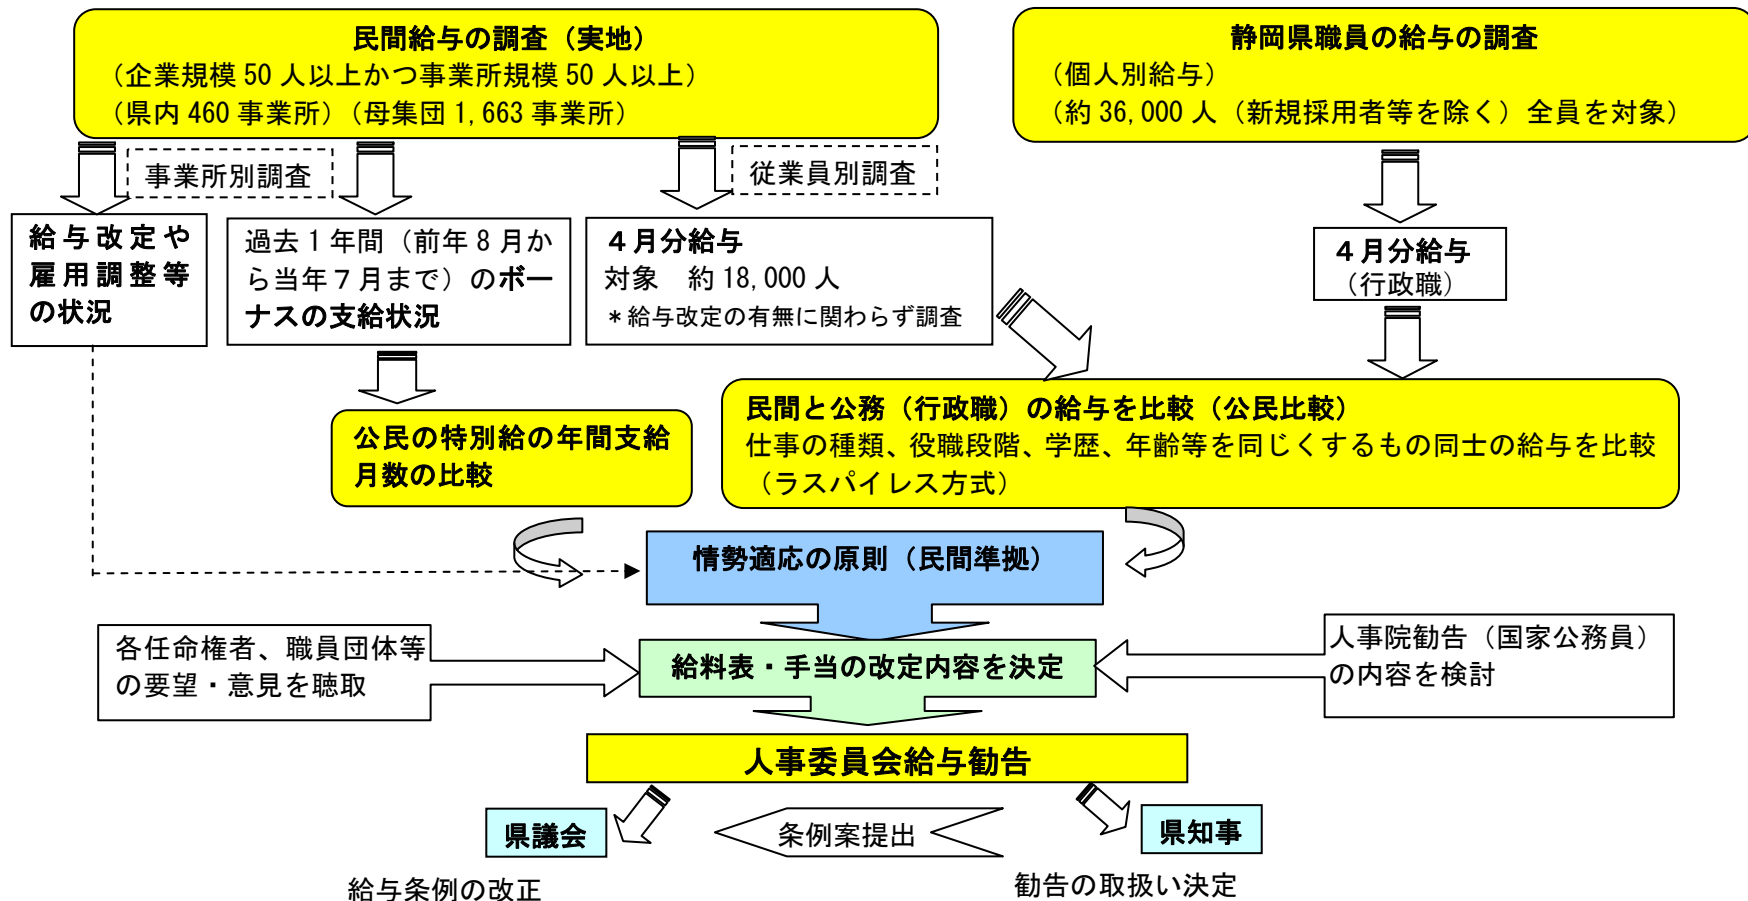 民間給与の調査（実地）
（企業規模 50 人以上かつ事業所規模 50 人以上）
（県内 460 事業所）（母集団 1,663 事業所）
静岡県職員の給与の調査
（個人別給与）
（約 36,000 人（新規採用者等を除く）全員を対象）
事業所別調査
従業員別調査
給与改定や
雇用調整等
の状況
過去 1 年間（前年 8 月か
ら当年７月まで）のボー
ナスの支給状況
４月分給与
対象　約 18,000 人
＊給与改定の有無に関わらず調査
４月分給与
（行政職）
公民の特別給の年間支給
月数の比較
民間と公務（行政職）の給与を比較（公民比較）
仕事の種類、役職段階、学歴、年齢等を同じくするもの同士の給与を比較
（ラスパイレス方式）
情勢適応の原則（民間準拠）
各任命権者、職員団体等
の要望・意見を聴取
給料表・手当の改定内容を決定
人事院勧告（国家公務員）
の内容を検討
人事委員会給与勧告
県議会
条例案提出
県知事
給与条例の改正
勧告の取扱い決定